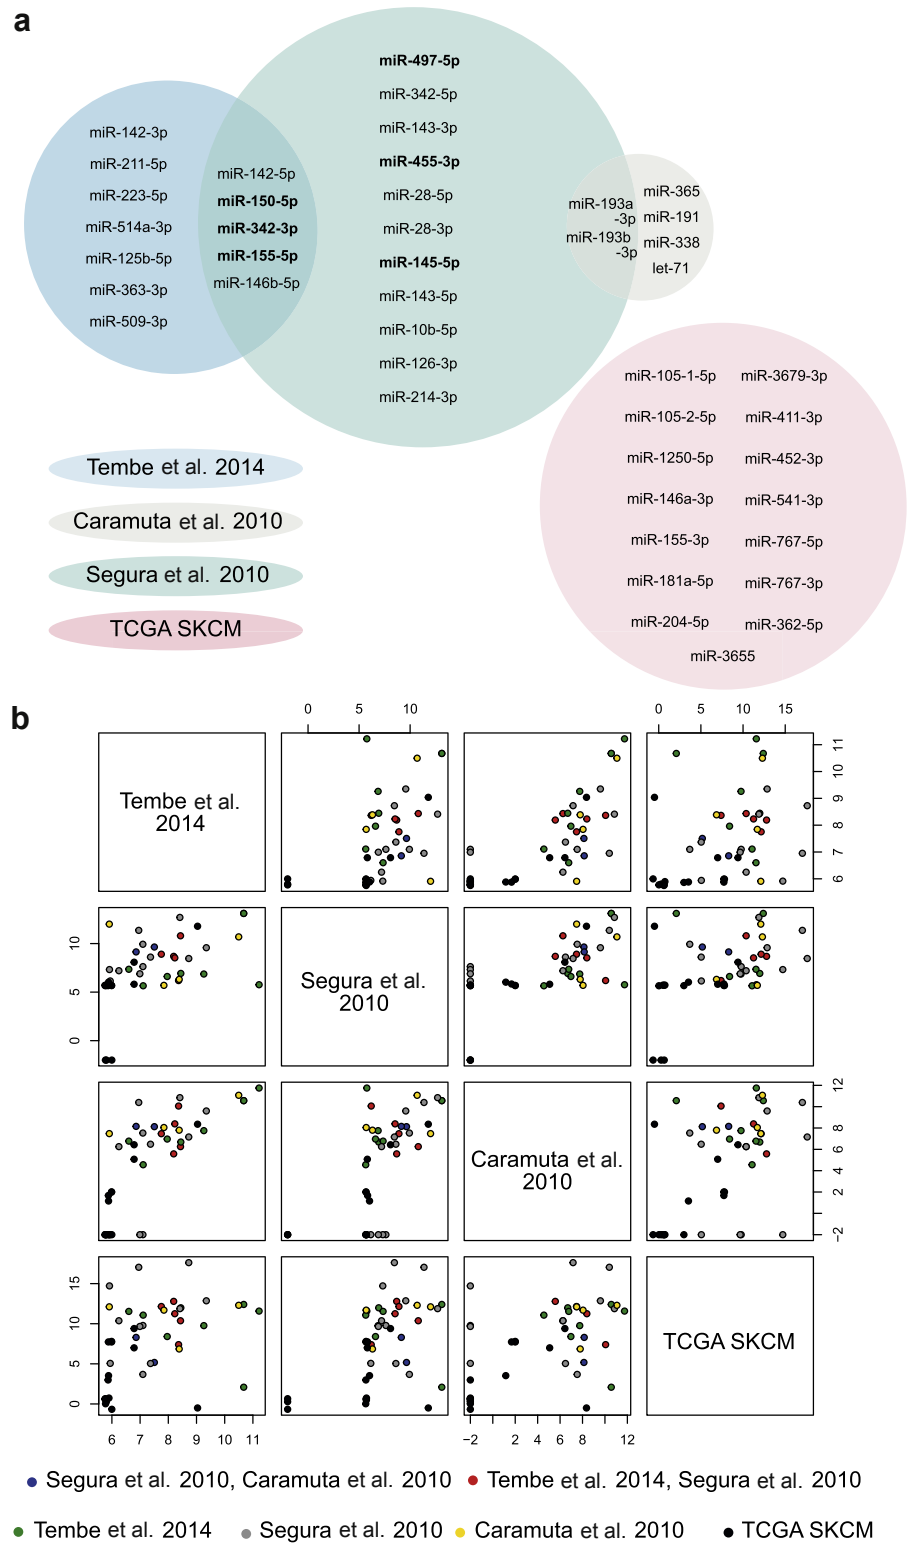 a
miR-497-5p
miR-342-5p
miR-143-3p
miR-455-3p
miR-28-5p
miR-28-3p
miR-145-5p
miR-143-5p
miR-10b-5p
miR-126-3p
miR-214-3p
miR-142-3p
miR-211-5p
miR-223-5p
miR-514a-3p
miR-125b-5p
miR-363-3p
miR-509-3p
miR-142-5p
miR-150-5p
miR-342-3p
miR-155-5p
miR-146b-5p
miR-193a
-3p
miR-193b
-3p
miR-365
miR-191
miR-338
let-71
miR-105-1-5p miR-3679-3p
miR-105-2-5p miR-411-3p
miR-1250-5p miR-452-3p
miR-146a-3p miR-541-3p
miR-155-3p miR-767-5p
miR-181a-5p miR-767-3p
miR-204-5p miR-362-5p
miR-3655
Tembe et al. 2014
Caramuta et al. 2010
Segura et al. 2010
TCGA SKCM
b
0 5 10 0 5 10 15
Tembe et al.
2014
11
10
9
8
7
6
10
5
0
Segura et al.
2010
Caramuta et al.
2010
12
8
6
4
2
−2
15
10
5
0
TCGA SKCM
6 7 8 9 10 11 −2 2 4 6 8 12
Segura et al. 2010, Caramuta et al. 2010 Tembe et al. 2014, Segura et al. 2010
Tembe et al. 2014 Segura et al. 2010 Caramuta et al. 2010 TCGA SKCM